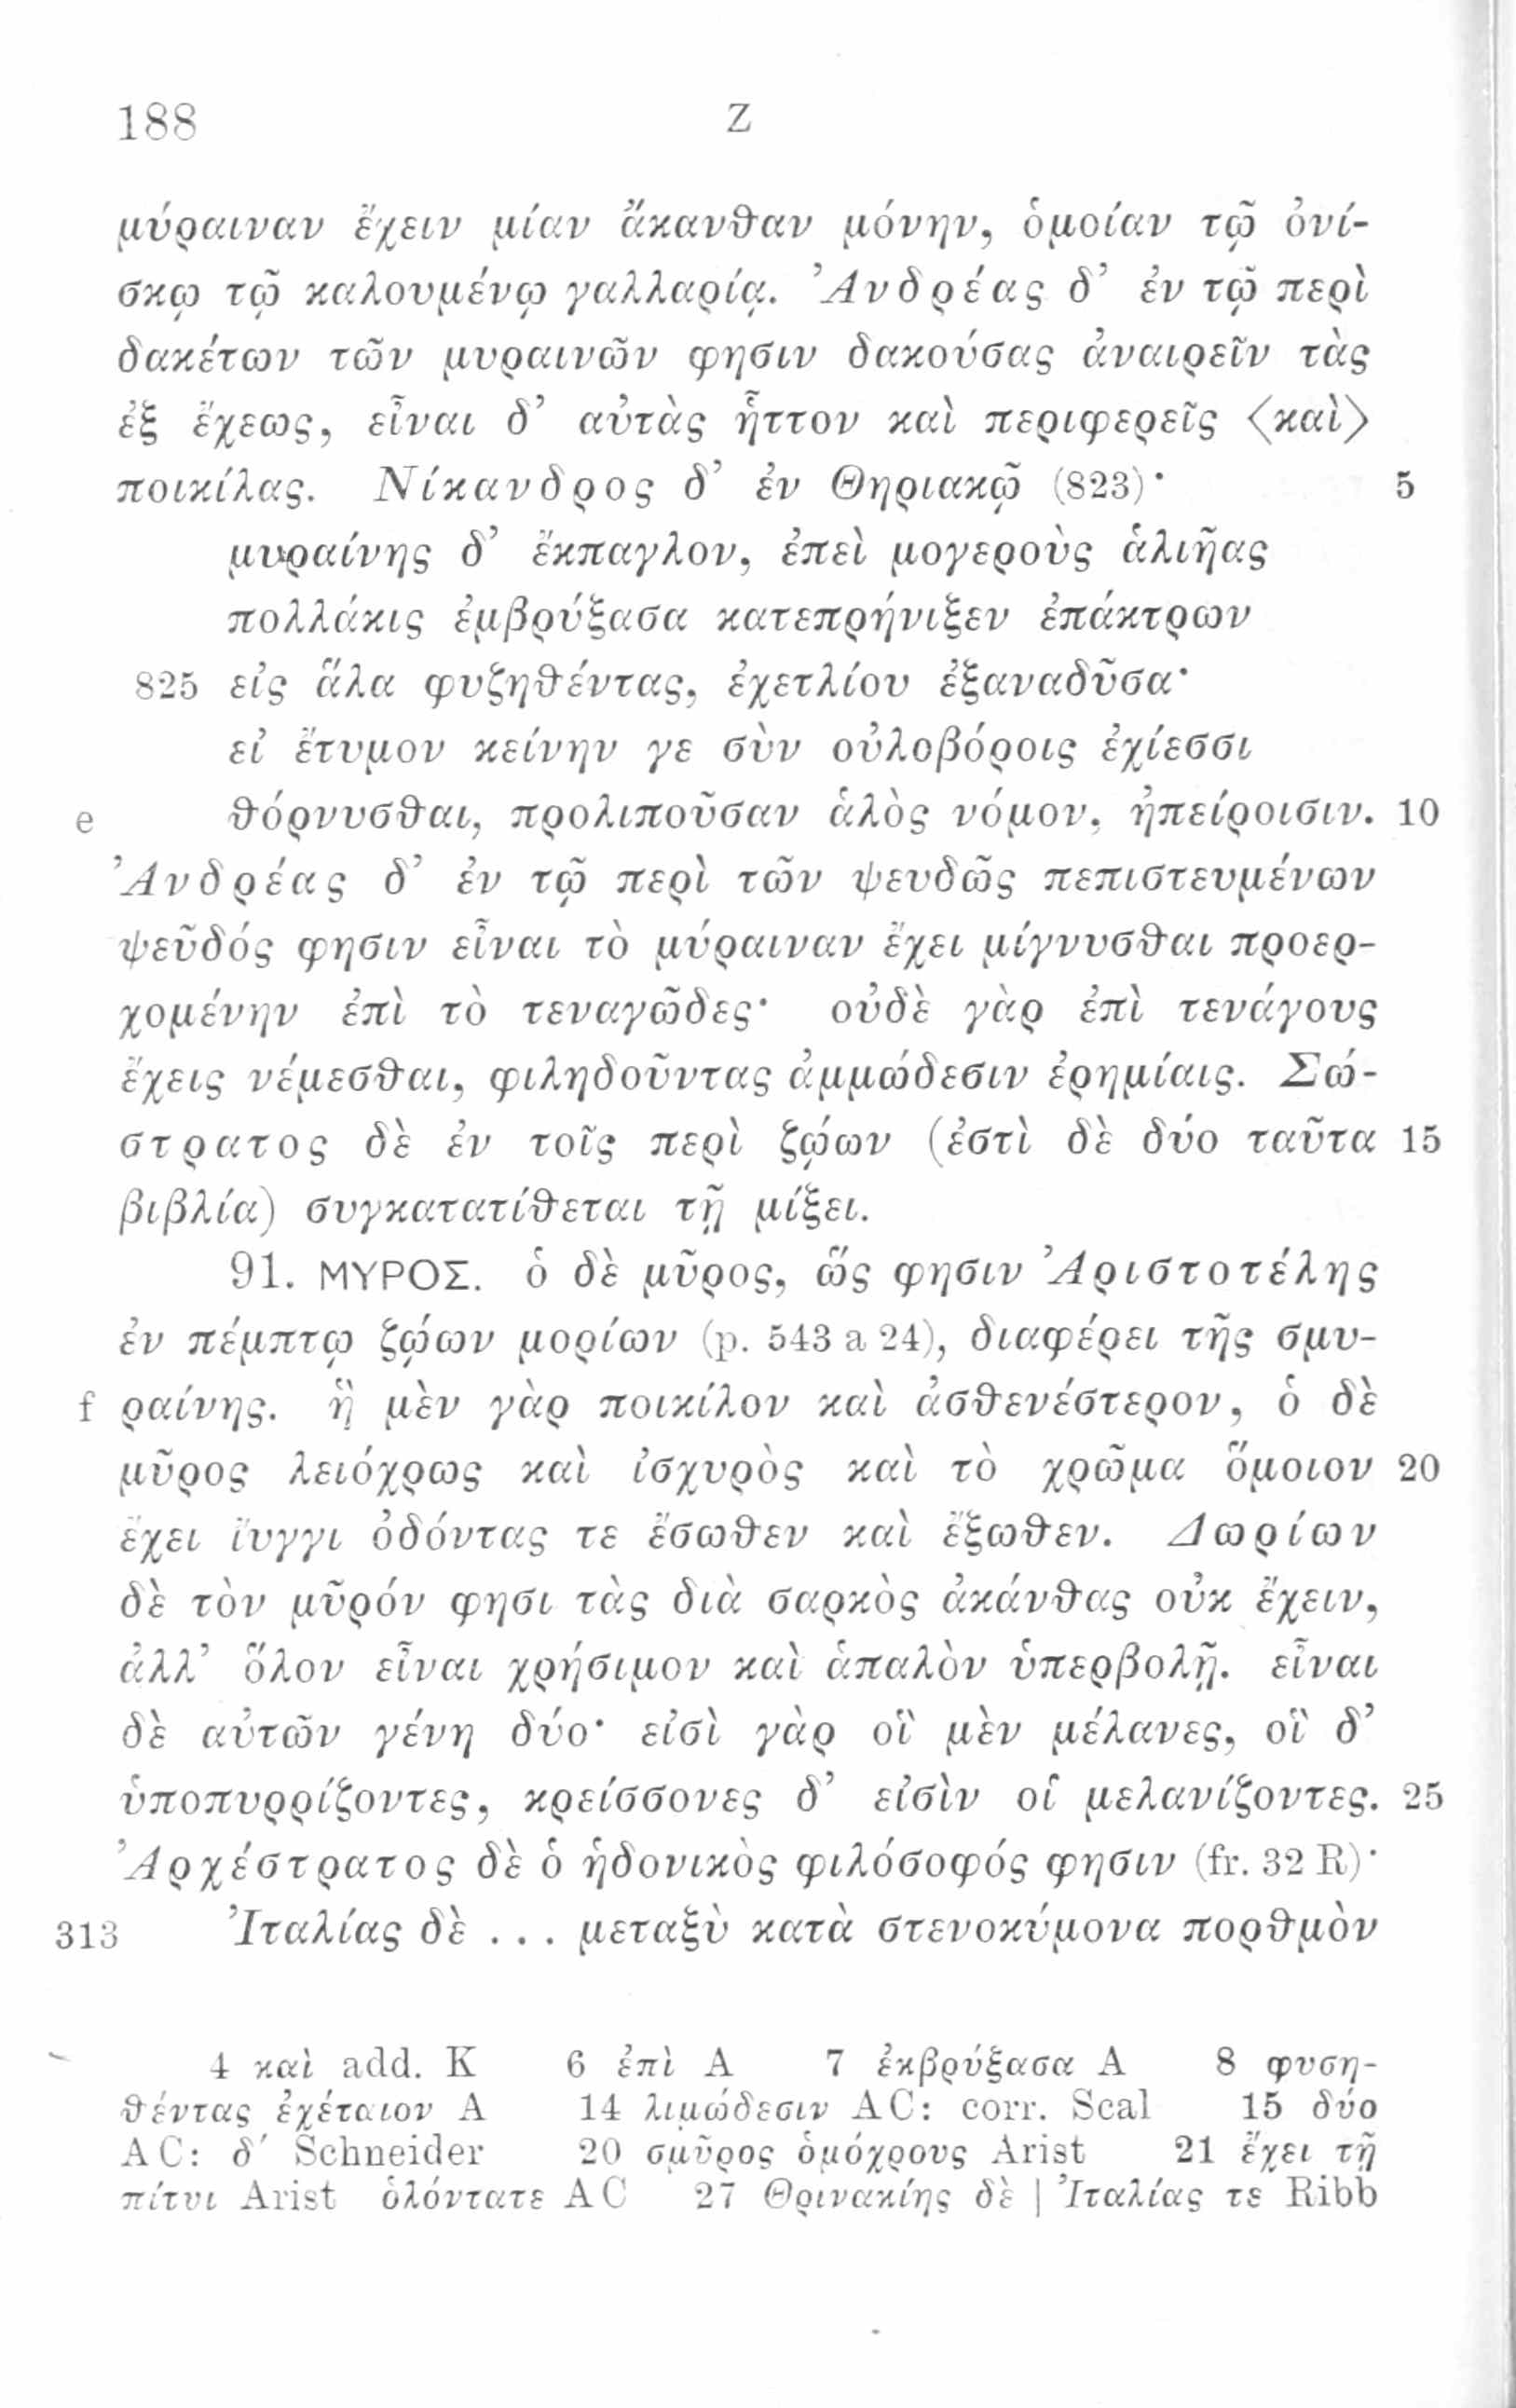 188 Ζ
μύραιναν ἔχειν μίαν ἄκανθαν μόνην, ὁμοίαν τῷ ὀνί-
σκῳ τῷ καλουμένῳ γαλλαρίᾳ. Ἀνδρέας δ’ ἐν τῷ περὶ
δακέτων τῶν μυραινῶν φησιν δακούσας ἀναιρεῖν τὰς
ἐξ ἔχεως, εἶναι δ’ αὐτὰς ἧττον καὶ περιφερεῖς 〈καὶ〉
ποικίλας. Νίκανδρος δ’ ἐν Θηριακῷ (823)· 5
μυραίνης δ’ ἔκπαγλον, ἐπεὶ μογεροὺς ἁλιῆας
πολλάκις ἐμβρύξασα κατεπρήνιξεν ἐπάκτρων
825 εἰς ἅλα φυζηθέντας, ἐχετλίου ἐξαναδῦσα·
εἰ ἔτυμον κείνην γε σὺν οὐλοβόροις ἐχίεσσι
e θόρνυσθαι, προλιποῦσαν ἁλὸς νόμον, ἠπείροισιν. 10
Ἀνδρέας δ’ ἐν τῷ περὶ τῶν ψευδῶς πεπιστευμένων
ψεῦδός φησιν εἶναι τὸ μύραιναν ἔχει μίγνυσθαι προερ-
χομένην ἐπὶ τὸ τεναγῶδες· οὐδὲ γὰρ ἐπὶ τενάγους
ἔχεις νέμεσθαι, φιληδοῦντας ἀμμώδεσιν ἐρημίαις. Σώ-
στρατος δὲ ἐν τοῖς περὶ ζῴων (ἐστὶ δὲ δύο ταῦτα 15
βιβλία) συγκατατίθεται τῇ μίξει.
91. ΜΥΡΟΣ. ὁ δὲ μῦρος, ὥς φησιν Ἀριστοτέλης
ἐν πέμπτῳ ζῴων μορίων (p. 543 a 24), διαφέρει τῆς σμυ-
f ραίνης. ἣ μὲν γὰρ ποικίλον καὶ ἀσθενέστερον, ὁ δὲ
μῦρος λειόχρως καὶ ἰσχυρὸς καὶ τὸ χρῶμα ὅμοιον 20
ἔχει ἴυγγι ὀδόντας τε ἔσωθεν καὶ ἔξωθεν. Δωρίων
δὲ τὸν μῦρόν φησι τὰς διὰ σαρκὸς ἀκάνθας οὐκ ἔχειν,
ἀλλ’ ὅλον εἶναι χρήσιμον καὶ ἁπαλὸν ὑπερβολῇ. εἶναι
δὲ αὐτῶν γένη δύο· εἰσὶ γὰρ οἳ μὲν μέλανες, οἳ δ’
ὑποπυρρίζοντες, κρείσσονες δ’ εἰσὶν οἱ μελανίζοντες. 25
Ἀρχέστρατος δὲ ὁ ἡδονικὸς φιλόσοφός φησιν (fr. 32 R)·
313 Ἰταλίας δὲ ... μεταξὺ κατὰ στενοκύμονα πορθμὸν
4 καὶ add. K 6 ἐπὶ A 7 ἐκβρύξασα A 8 φυση-
θέντας ἐχέταιον A 14 λιμώδεσιν AC: corr. Scal 15 δύο
AC: δ΄ Schneider 20 σμῦρος ὁμόχρους Arist 21 ἔχει τῇ
πίτυι Arist ὁλόντατε AC 27 Θρινακίης δὲ | Ἰταλίας τε Ribb